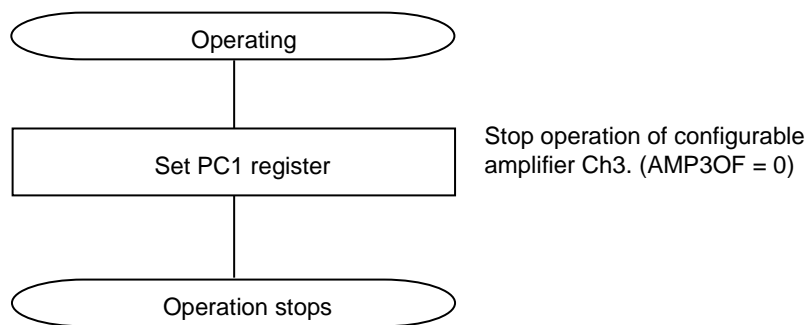 Operating
Set PC1 register
Stop operation of configurable
amplifier Ch3. (AMP3OF = 0)
Operation stops